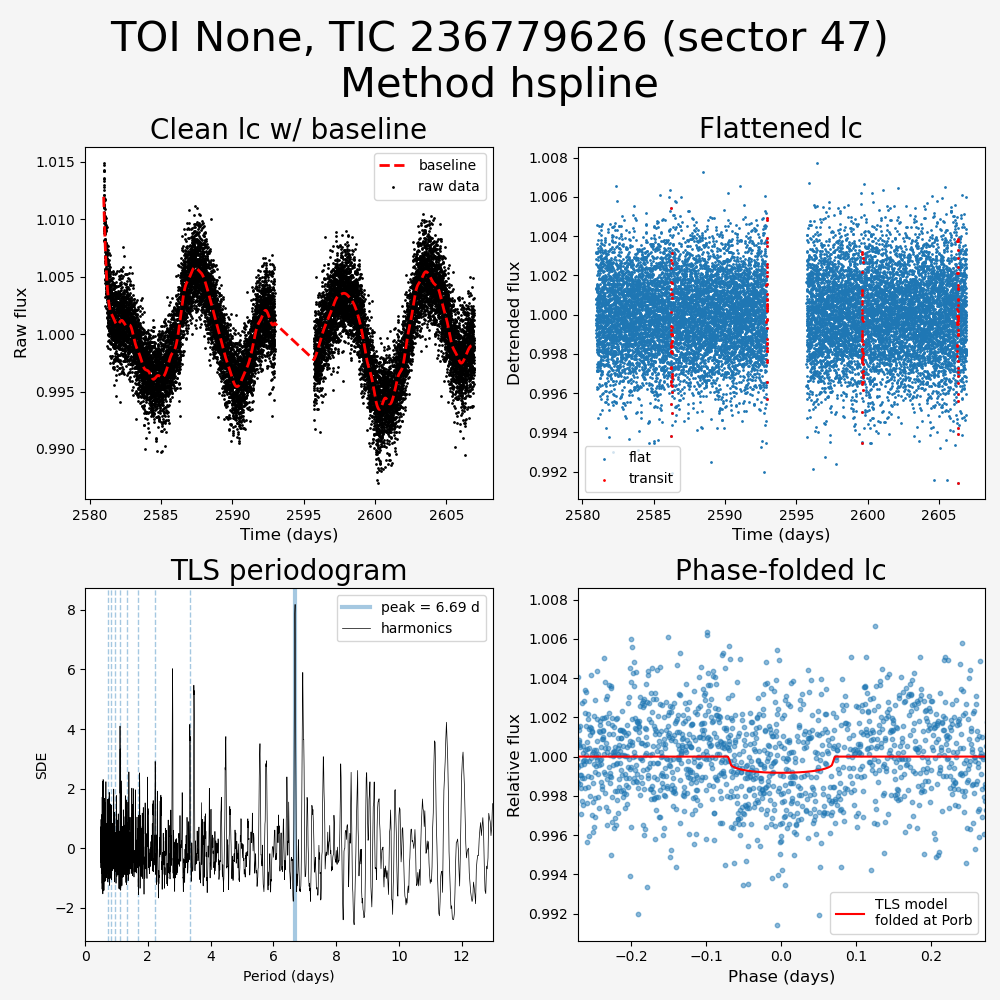 TOI None, TIC 236779626 (sector 47)
Method hspline
Clean lc w/ baseline
Flattened lc
1.015
1.010
1.005
1.000
0.995
0.990
Raw flux
baseline
raw data
2580
2585
2590
2595
2600
2605
Time (days)
1.008
1.006
1.004
1.002
1.000
0.998
0.996
0.994
0.992
Detrended flux
flat
transit
2580
2585
2590
2595
2600
2605
Time (days)
TLS periodogram
Phase-folded lc
8
6
4
2
0
−2
SDE
peak = 6.69 d
harmonics
0
2
4
6
8
10
12
Period (days)
1.008
1.006
1.004
1.002
1.000
0.998
0.996
0.994
0.992
Relative flux
TLS model
folded at Porb
−0.2
−0.1
0.0
0.1
0.2
Phase (days)